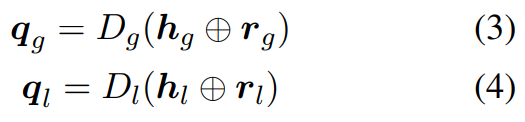 q_g = D_g(h_g ⊕ r_g) (3)
q_l = D_l(h_l ⊕ r_l) (4)